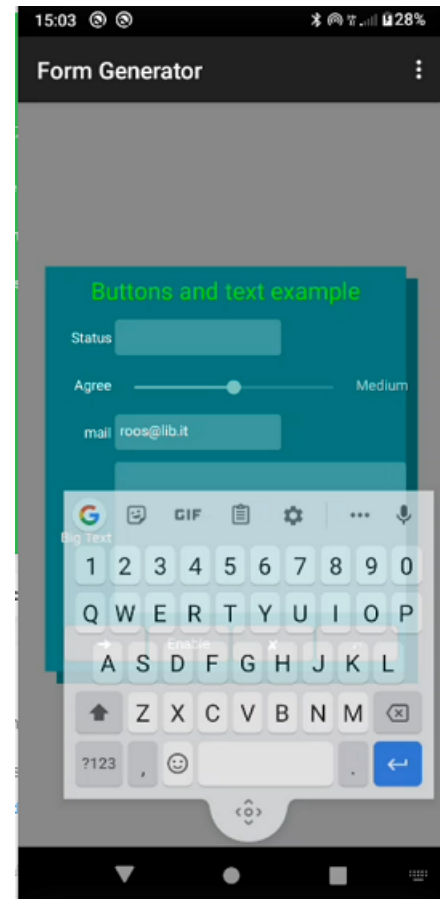 15:03 28%
Form Generator
Buttons and text example
Status
Agree Medium
mail roos@lib.it
G GIF
Big Text
1 2 3 4 5 6 7 8 9 0
Q W E R T Y U I O P
Enable
A S D F G H J K L
Z X C V B N M
?123 , .